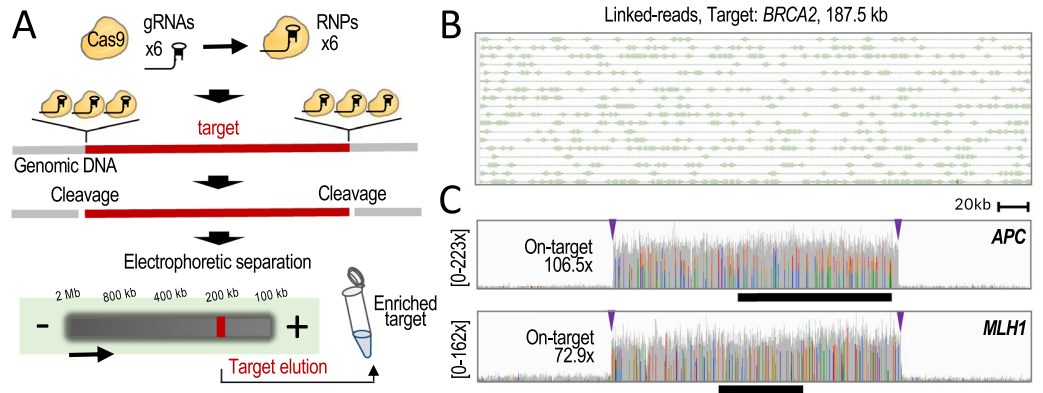 A
Cas9
gRNAs
x6
RNPs
x6
target
Genomic DNA
Cleavage
Cleavage
Electrophoretic separation
2 Mb 800 kb 400 kb 200 kb 100 kb
- +
Enriched
target
Target elution
B
Linked-reads, Target: BRCA2, 187.5 kb
20kb
C
[0-223x]
On-target
106.5x
APC
[0-162x]
On-target
72.9x
MLH1